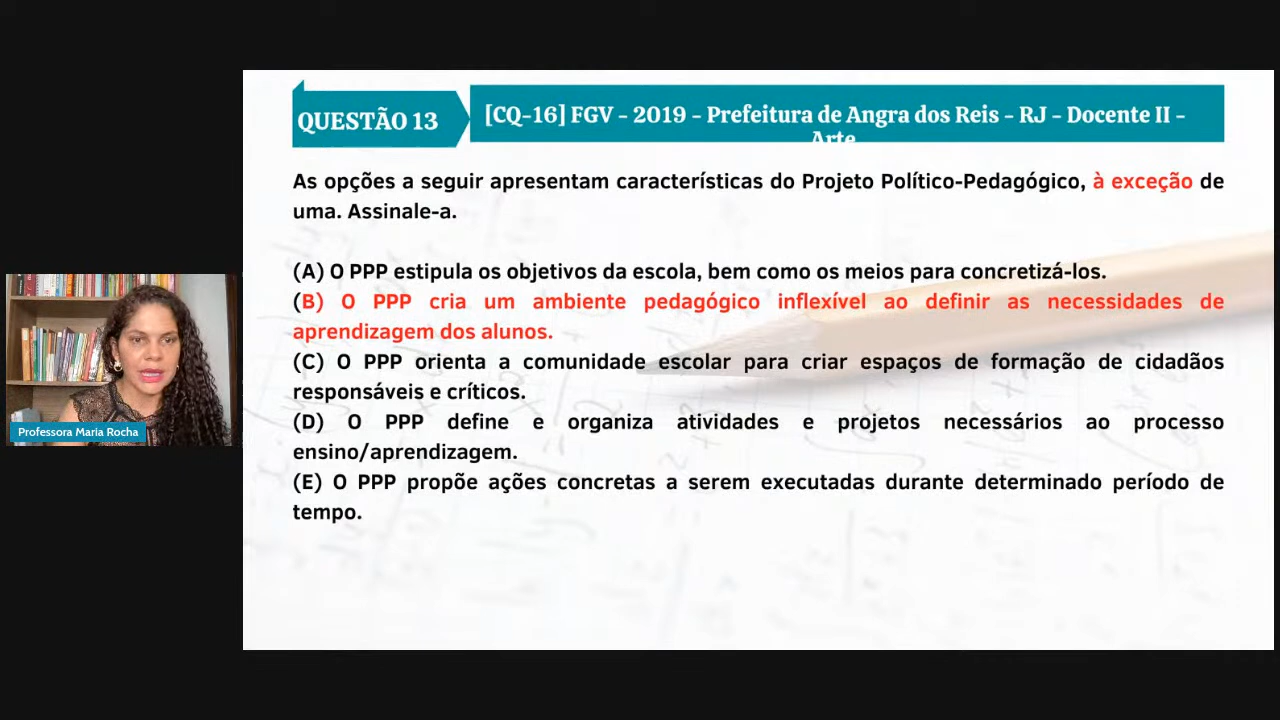 QUESTÃO 13
[CQ-16] FGV - 2019 - Prefeitura de Angra dos Reis - RJ - Docente II -
Arte
As opções a seguir apresentam características do Projeto Político-Pedagógico, à exceção de
uma. Assinale-a.
(A) O PPP estipula os objetivos da escola, bem como os meios para concretizá-los.
(B) O PPP cria um ambiente pedagógico inflexível ao definir as necessidades de
aprendizagem dos alunos.
(C) O PPP orienta a comunidade escolar para criar espaços de formação de cidadãos
responsáveis e críticos.
(D) O PPP define e organiza atividades e projetos necessários ao processo
ensino/aprendizagem.
(E) O PPP propõe ações concretas a serem executadas durante determinado período de
tempo.
Professora Maria Rocha